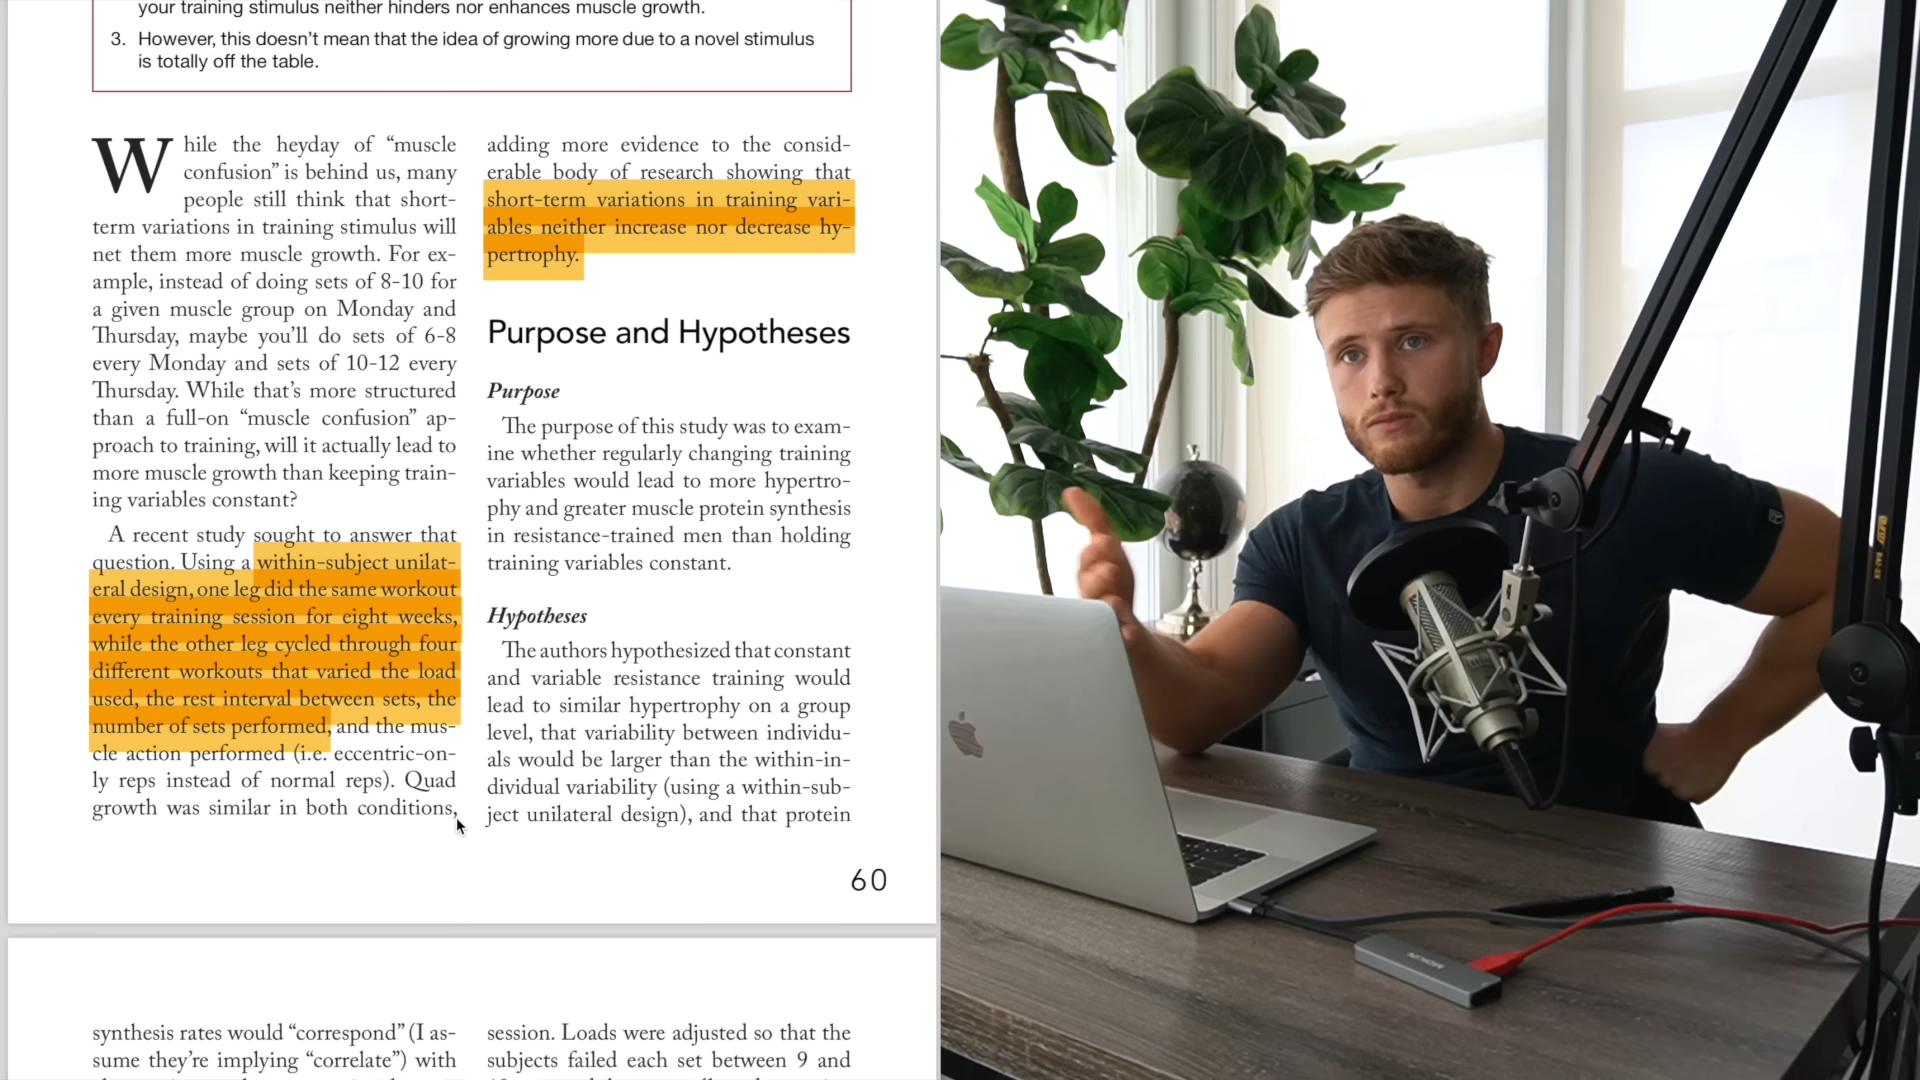 your training stimulus neither hinders nor enhances muscle growth.
3. However, this doesn't mean that the idea of growing more due to a novel stimulus
is totally off the table.
While the heyday of “muscle
confusion” is behind us, many
people still think that short-
term variations in training stimulus will
net them more muscle growth. For ex-
ample, instead of doing sets of 8-10 for
a given muscle group on Monday and
Thursday, maybe you’ll do sets of 6-8
every Monday and sets of 10-12 every
Thursday. While that’s more structured
than a full-on “muscle confusion” ap-
proach to training, will it actually lead to
more muscle growth than keeping train-
ing variables constant?
A recent study sought to answer that
question. Using a within-subject unilat-
eral design, one leg did the same workout
every training session for eight weeks,
while the other leg cycled through four
different workouts that varied the load
used, the rest interval between sets, the
number of sets performed, and the mus-
cle action performed (i.e. eccentric-on-
ly reps instead of normal reps). Quad
growth was similar in both conditions,
adding more evidence to the consid-
erable body of research showing that
short-term variations in training vari-
ables neither increase nor decrease hy-
pertrophy.
Purpose and Hypotheses
Purpose
The purpose of this study was to exam-
ine whether regularly changing training
variables would lead to more hypertro-
phy and greater muscle protein synthesis
in resistance-trained men than holding
training variables constant.
Hypotheses
The authors hypothesized that constant
and variable resistance training would
lead to similar hypertrophy on a group
level, that variability between individu-
als would be larger than the within-in-
dividual variability (using a within-sub-
ject unilateral design), and that protein
60
synthesis rates would “correspond” (I as-
sume they’re implying “correlate”) with
session. Loads were adjusted so that the
subjects failed each set between 9 and
MOKiN